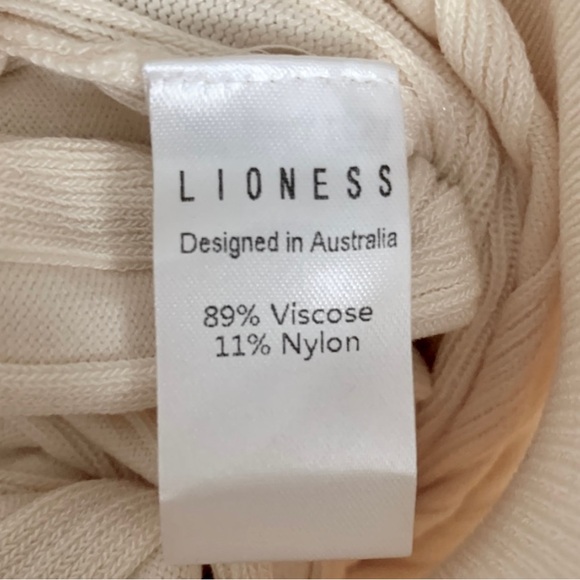 LIONESS
Designed in Australia
89% Viscose
11% Nylon